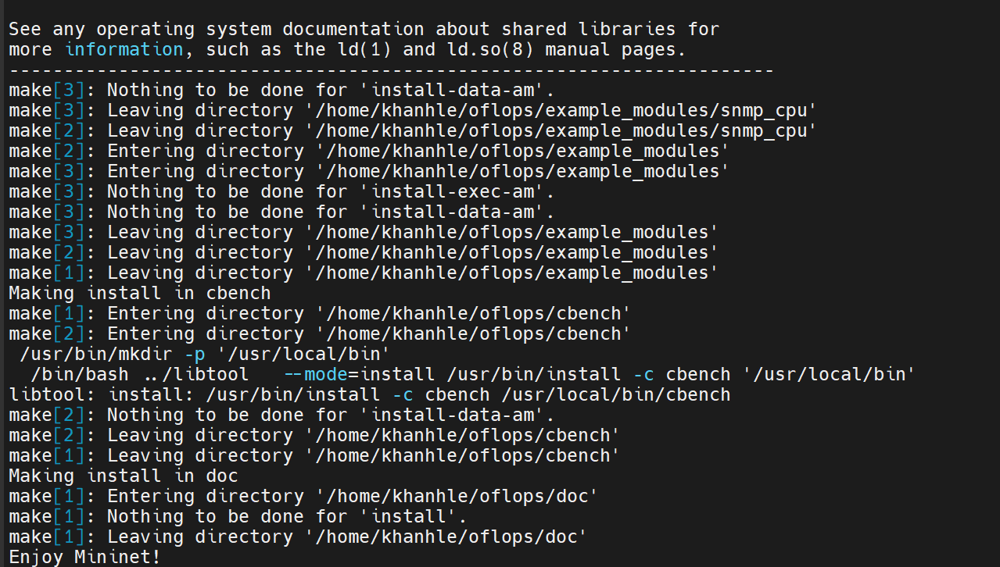 See any operating system documentation about shared libraries for
more information, such as the ld(1) and ld.so(8) manual pages.
----------------------------------------------------------------------
make[3]: Nothing to be done for 'install-data-am'.
make[3]: Leaving directory '/home/khanhle/oflops/example_modules/snmp_cpu'
make[2]: Leaving directory '/home/khanhle/oflops/example_modules/snmp_cpu'
make[2]: Entering directory '/home/khanhle/oflops/example_modules'
make[3]: Entering directory '/home/khanhle/oflops/example_modules'
make[3]: Nothing to be done for 'install-exec-am'.
make[3]: Nothing to be done for 'install-data-am'.
make[3]: Leaving directory '/home/khanhle/oflops/example_modules'
make[2]: Leaving directory '/home/khanhle/oflops/example_modules'
make[1]: Leaving directory '/home/khanhle/oflops/example_modules'
Making install in cbench
make[1]: Entering directory '/home/khanhle/oflops/cbench'
make[2]: Entering directory '/home/khanhle/oflops/cbench'
 /usr/bin/mkdir -p '/usr/local/bin'
  /bin/bash ../libtool   --mode=install /usr/bin/install -c cbench '/usr/local/bin'
libtool: install: /usr/bin/install -c cbench /usr/local/bin/cbench
make[2]: Nothing to be done for 'install-data-am'.
make[2]: Leaving directory '/home/khanhle/oflops/cbench'
make[1]: Leaving directory '/home/khanhle/oflops/cbench'
Making install in doc
make[1]: Entering directory '/home/khanhle/oflops/doc'
make[1]: Nothing to be done for 'install'.
make[1]: Leaving directory '/home/khanhle/oflops/doc'
Enjoy Mininet!